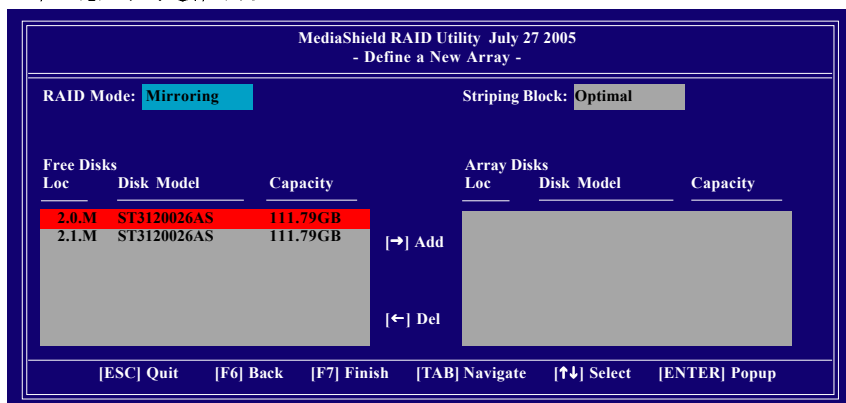 MediaShield RAID Utility July 27 2005
- Define a New Array -
RAID Mode: Mirroring
Striping Block: Optimal
Free Disks
Loc Disk Model Capacity
2.0.M ST3120026AS 111.79GB
2.1.M ST3120026AS 111.79GB
[→] Add
[←] Del
Array Disks
Loc Disk Model Capacity
[ESC] Quit [F6] Back [F7] Finish [TAB] Navigate [↑↓] Select [ENTER] Popup